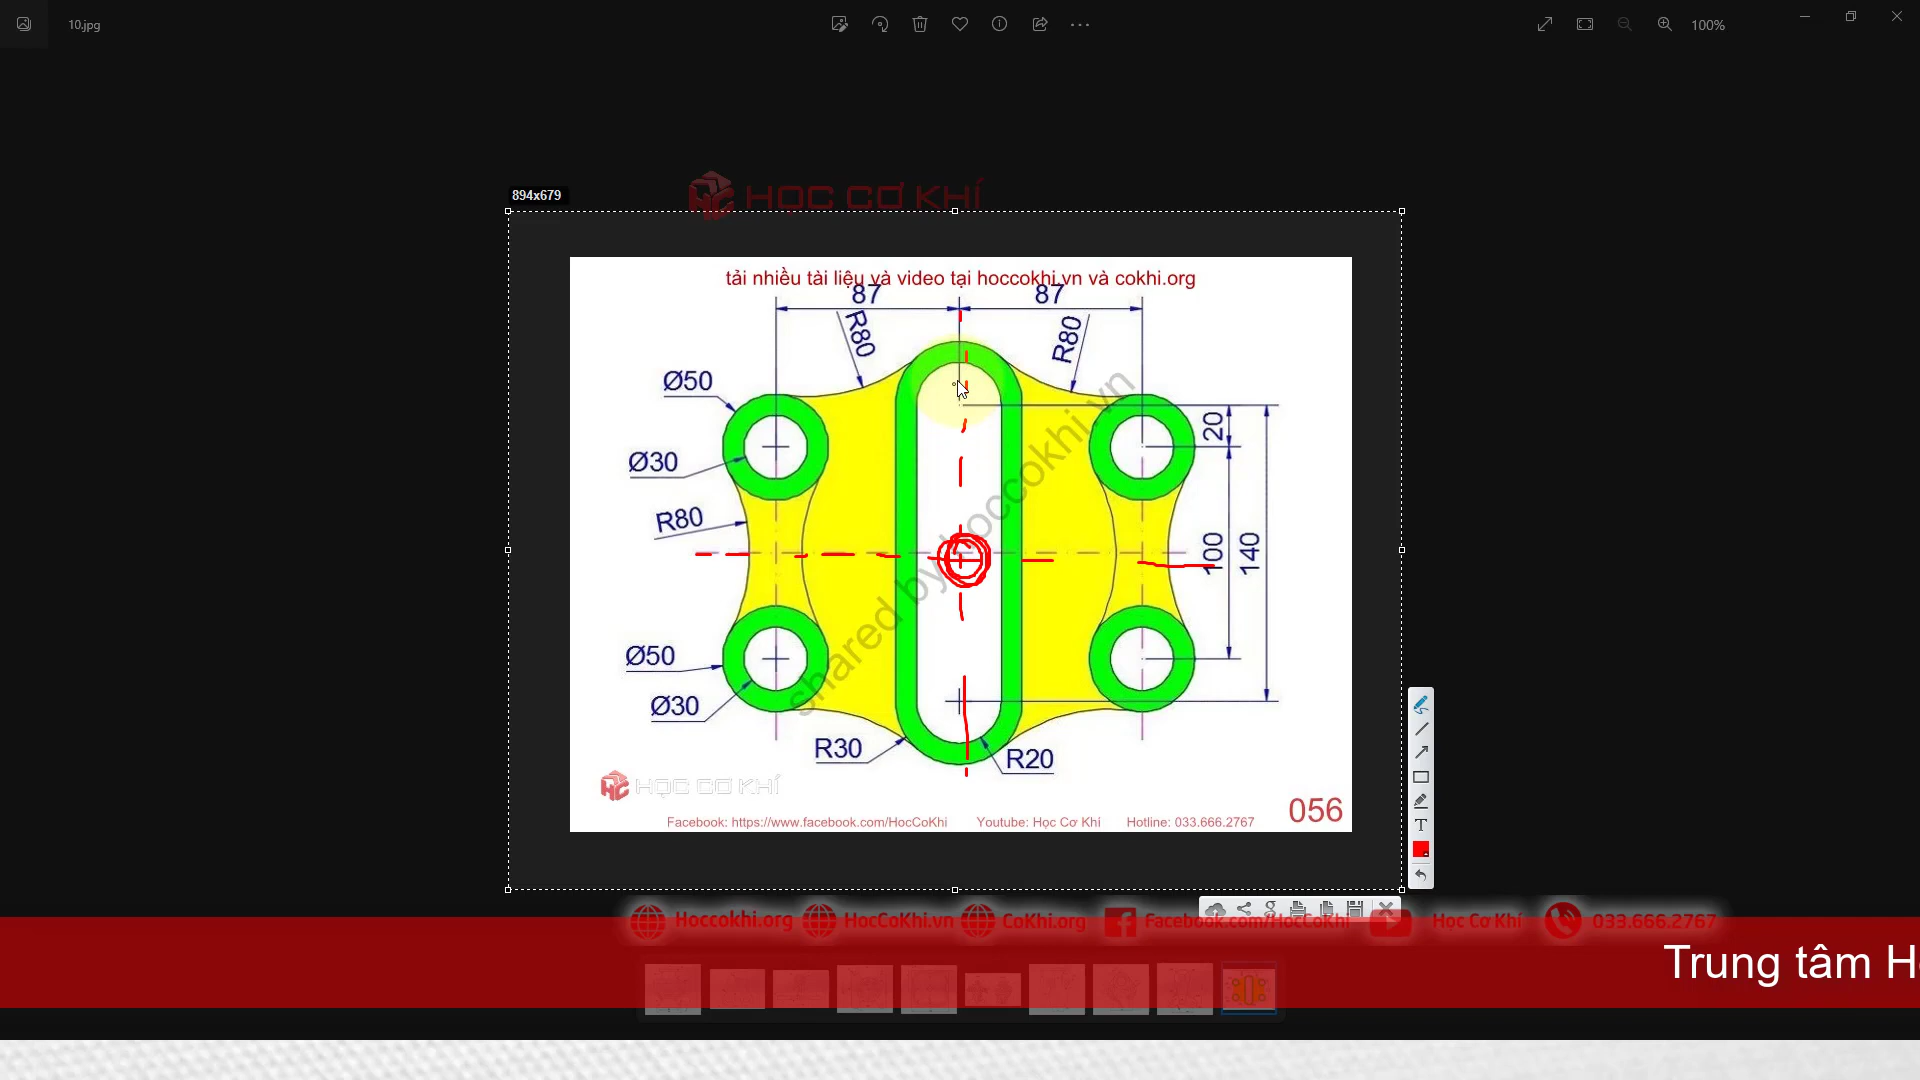 10.jpg
100%
HỌC CƠ KHÍ
894x679
tải nhiều tài liệu và video tại hoccokhi.vn và cokhi.org
87
87
R80
R80
Ø50
20
Ø30
R80
100
140
shared by hoccokhi.vn
Ø50
Ø30
R30
R20
HỌC CƠ KHÍ
056
Facebook: https://www.facebook.com/HocCoKhi
Youtube: Học Cơ Khí
Hotline: 033.666.2767
T
Hoccokhi.org
HocCoKhi.vn
CoKhi.org
Facebook.com/HocCoKhi
Học Cơ Khí
033.666.2767
Trung tâm H